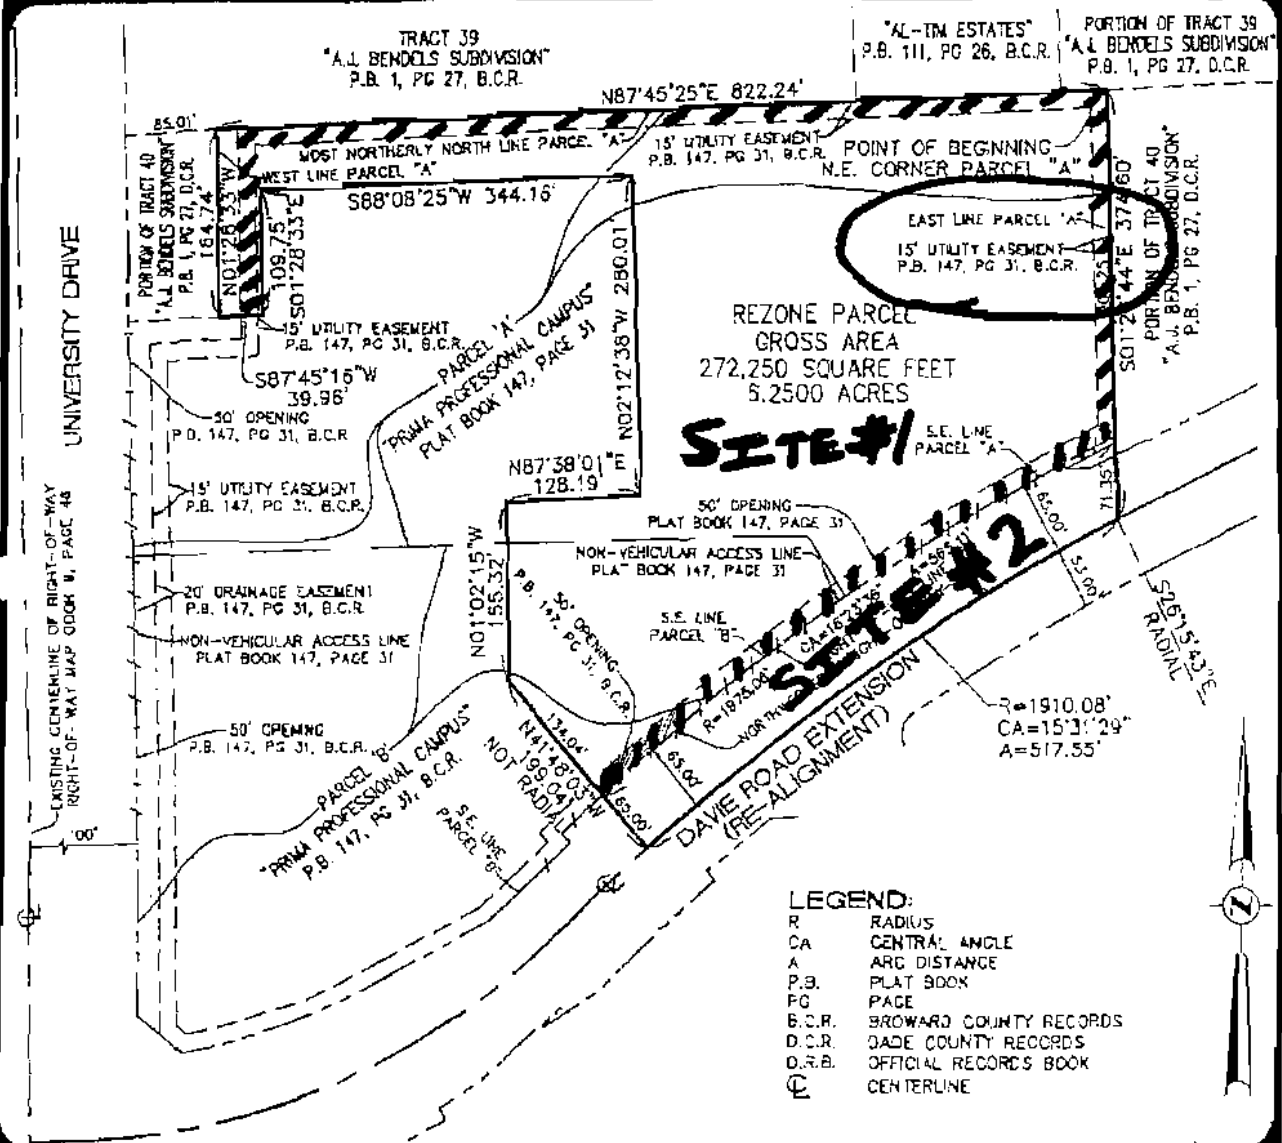 TRACT 39
"A.J. BENDELS SUBDIVISION"
P.B. 1, PG 27, B.C.R.
"AL-TIM ESTATES"
P.B. 111, PG 26, B.C.R.
PORTION OF TRACT 39
"A.J. BENDELS SUBDIVISION"
P.B. 1, PG 27, D.C.R.
N87°45'25"E 822.24'
85.01'
MOST NORTHERLY NORTH LINE PARCEL "A"
15' UTILITY EASEMENT
P.B. 147, PG 31, B.C.R.
POINT OF BEGINNING
N.E. CORNER PARCEL "A"
WEST LINE PARCEL "A"
S88°08'25"W 344.16'
PORTION OF TRACT 40
"A.J. BENDELS SUBDIVISION"
P.B. 1, PG 27, D.C.R.
164.74'
N01°28'33"W
109.75'
S01°28'33"E
EAST LINE PARCEL "A"
15' UTILITY EASEMENT
P.B. 147, PG 31, B.C.R.
PORTION OF TRACT 40
"A.J. BENDELS SUBDIVISION"
P.B. 1, PG 27, D.C.R.
UNIVERSITY DRIVE
15' UTILITY EASEMENT
P.B. 147, PG 31, B.C.R.
S87°45'16"W
39.96'
PARCEL 'A'
"PRIMA PROFESSIONAL CAMPUS"
PLAT BOOK 147, PAGE 31
N02°12'38"W 280.01
REZONE PARCEL
GROSS AREA
272,250 SQUARE FEET
6.2500 ACRES
SITE #1
S.E. LINE
PARCEL "A"
71.35'
50' OPENING
P.B. 147, PG 31, B.C.R
N87°38'01"E
128.19'
15' UTILITY EASEMENT
P.B. 147, PG 31, B.C.R.
EXISTING CENTERLINE OF RIGHT-OF-WAY
50' OPENING
PLAT BOOK 147, PAGE 31
NON-VEHICULAR ACCESS LINE
PLAT BOOK 147, PAGE 31
N01°02'15"W
155.32'
SITE #2
65.00'
53.00'
20' DRAINAGE EASEMENT
P.B. 147, PG 31, B.C.R.
50' OPENING
P.B. 147, PG 31, B.C.R.
S.E. LINE
PARCEL "B"
S26°15'43"E
RADIAL
NON-VEHICULAR ACCESS LINE
PLAT BOOK 147, PAGE 31
R=1910.08'
CA=15°31'29"
A=517.55'
50' OPENING
P.B. 147, PG 31, B.C.R.
134.04'
N41°48'03"W
199.04'
NOT RADIAL
65.00'
65.00'
DAVIE ROAD EXTENSION
(RE-ALIGNMENT)
PARCEL 'B'
"PRIMA PROFESSIONAL CAMPUS"
P.B. 147, PG 31, B.C.R.
S.E. LINE
PARCEL "B"
LEGEND:
R RADIUS
CA CENTRAL ANGLE
A ARC DISTANCE
P.B. PLAT BOOK
PG PAGE
B.C.R. BROWARD COUNTY RECORDS
D.C.R. DADE COUNTY RECORDS
O.R.B. OFFICIAL RECORDS BOOK
CENTERLINE
Z